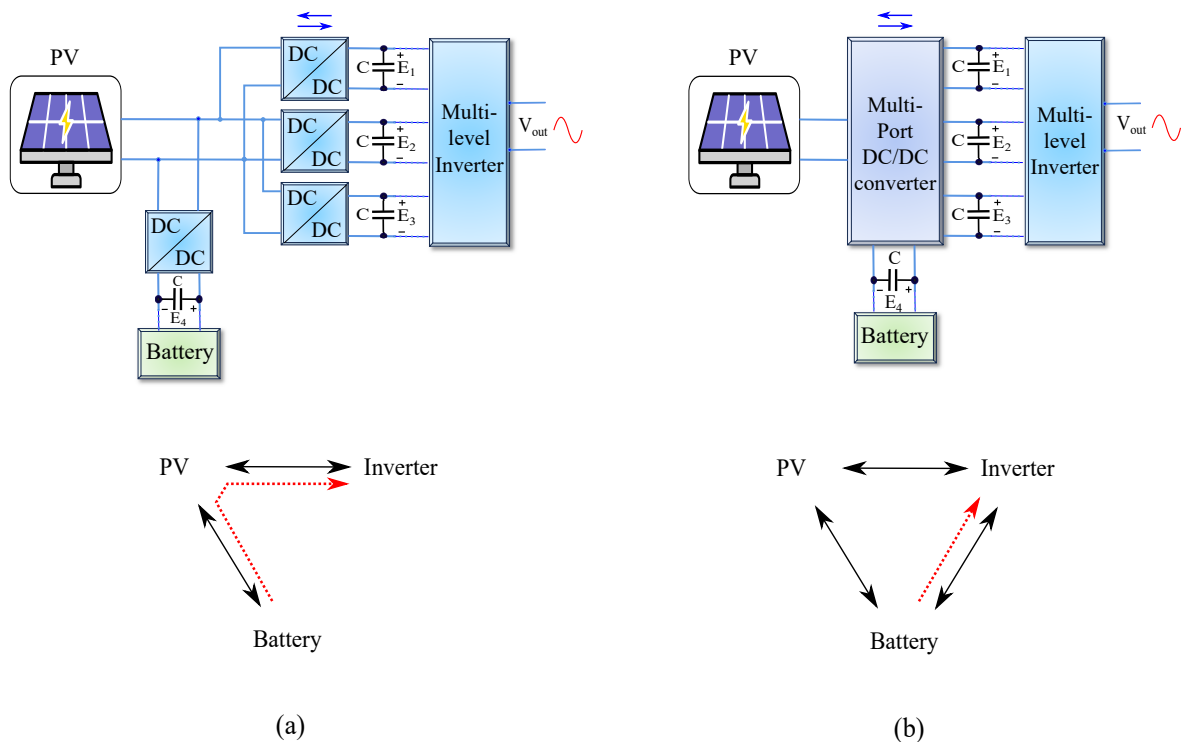 PV
DC
DC
C
+
E1
-
DC
DC
C
+
E2
-
DC
DC
C
+
E3
-
Multi-
level
Inverter
Vout
DC
DC
C
-
+
E4
Battery
PV
Multi-
Port
DC/DC
converter
C
+
E1
-
C
+
E2
-
C
+
E3
-
Multi-
level
Inverter
Vout
C
-
+
E4
Battery
PV
Inverter
Battery
PV
Inverter
Battery
(a)
(b)